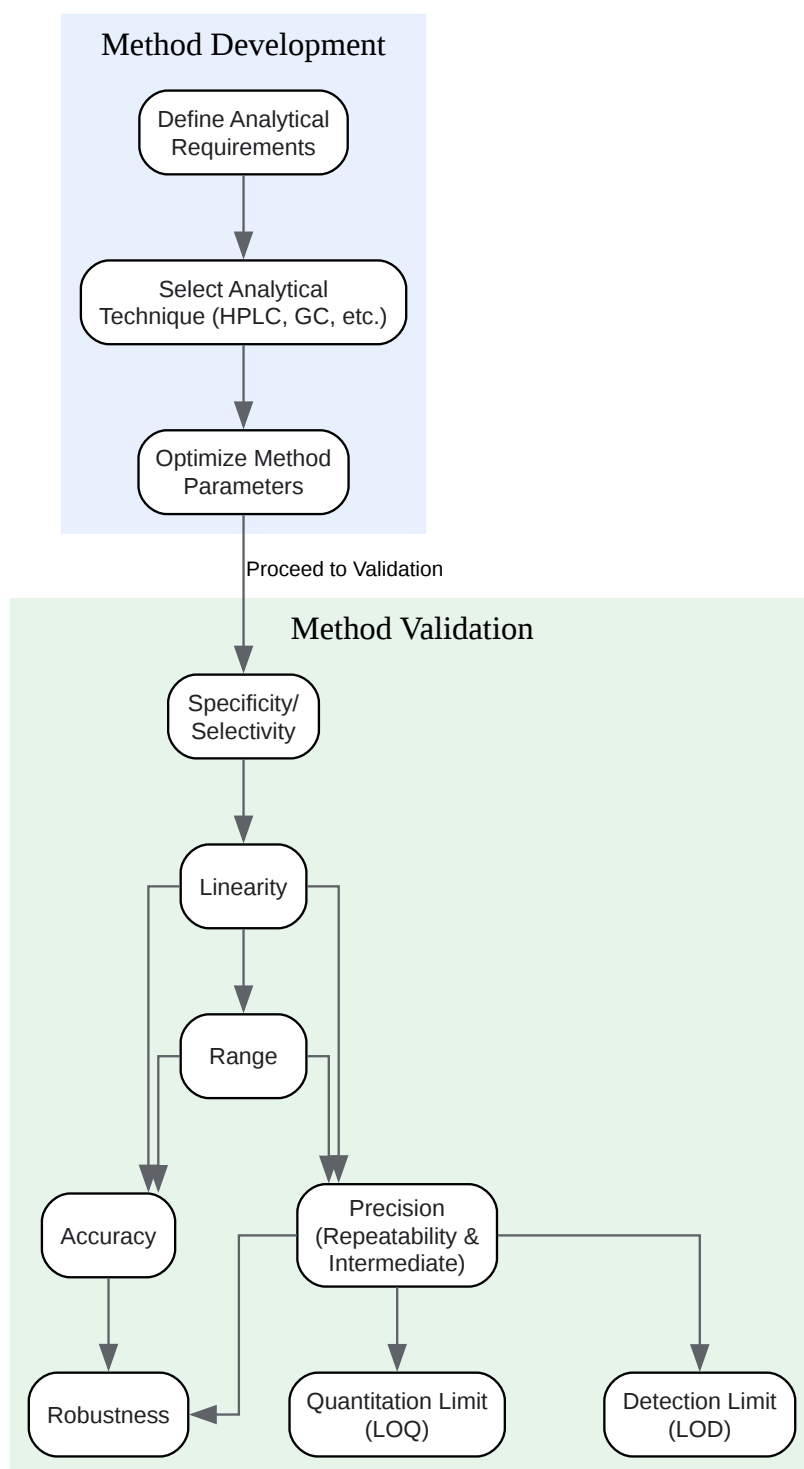 Method Development
Define Analytical
Requirements
Select Analytical
Technique (HPLC, GC, etc.)
Optimize Method
Parameters
Proceed to Validation
Method Validation
Specificity/
Selectivity
Linearity
Range
Accuracy
Precision
(Repeatability &
Intermediate)
Robustness
Quantitation Limit
(LOQ)
Detection Limit
(LOD)